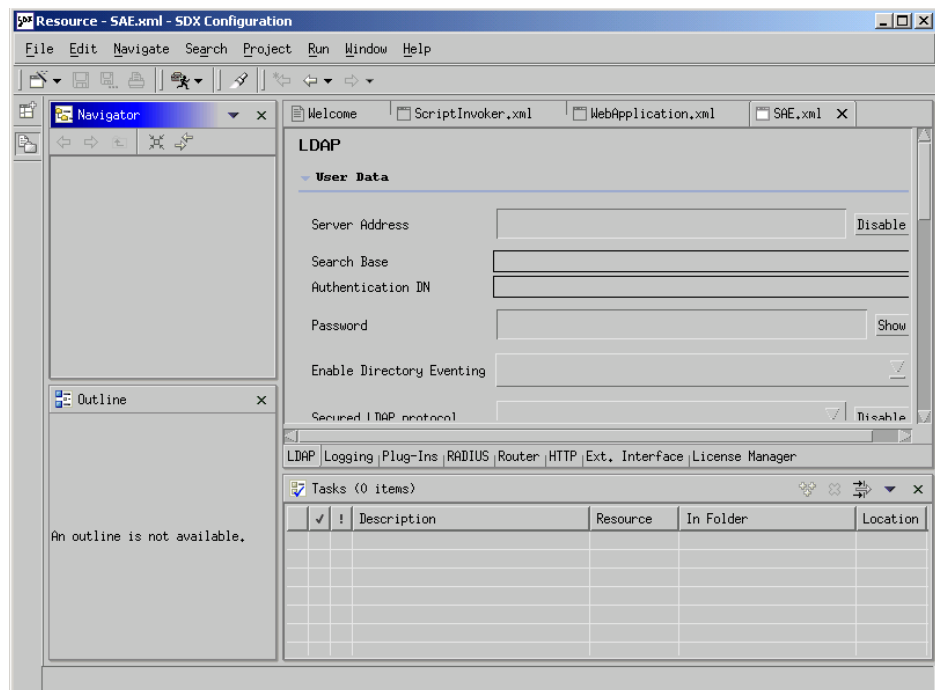 SDX Resource - SAE.xml - SDX Configuration
File Edit Navigate Search Project Run Window Help
Navigator
Welcome ScriptInvoker.xml WebApplication.xml SAE.xml
LDAP
User Data
Server Address Disable
Search Base
Authentication DN
Password Show
Enable Directory Eventing
Secured LDAP protocol Disable
LDAP Logging Plug-Ins RADIUS Router HTTP Ext. Interface License Manager
Outline
An outline is not available.
Tasks (0 items)
! Description Resource In Folder Location